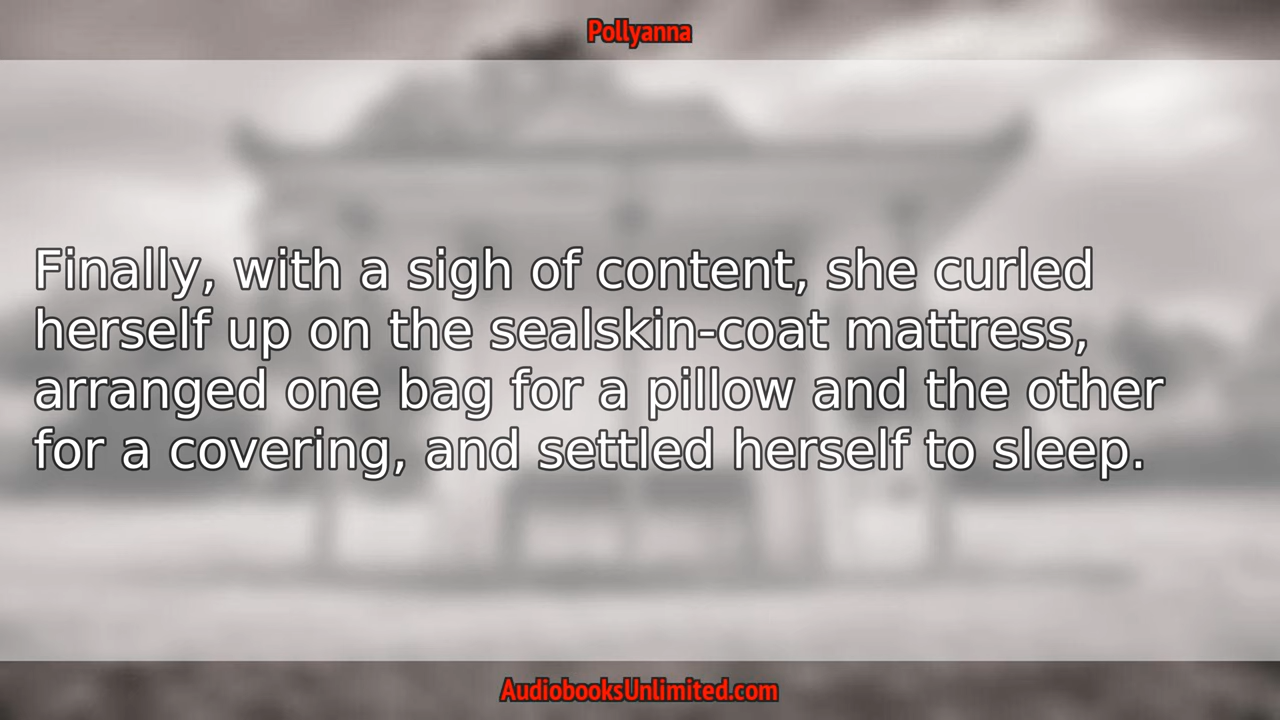 Pollyanna
Finally, with a sigh of content, she curled
herself up on the sealskin-coat mattress,
arranged one bag for a pillow and the other
for a covering, and settled herself to sleep.
AudiobooksUnlimited.com